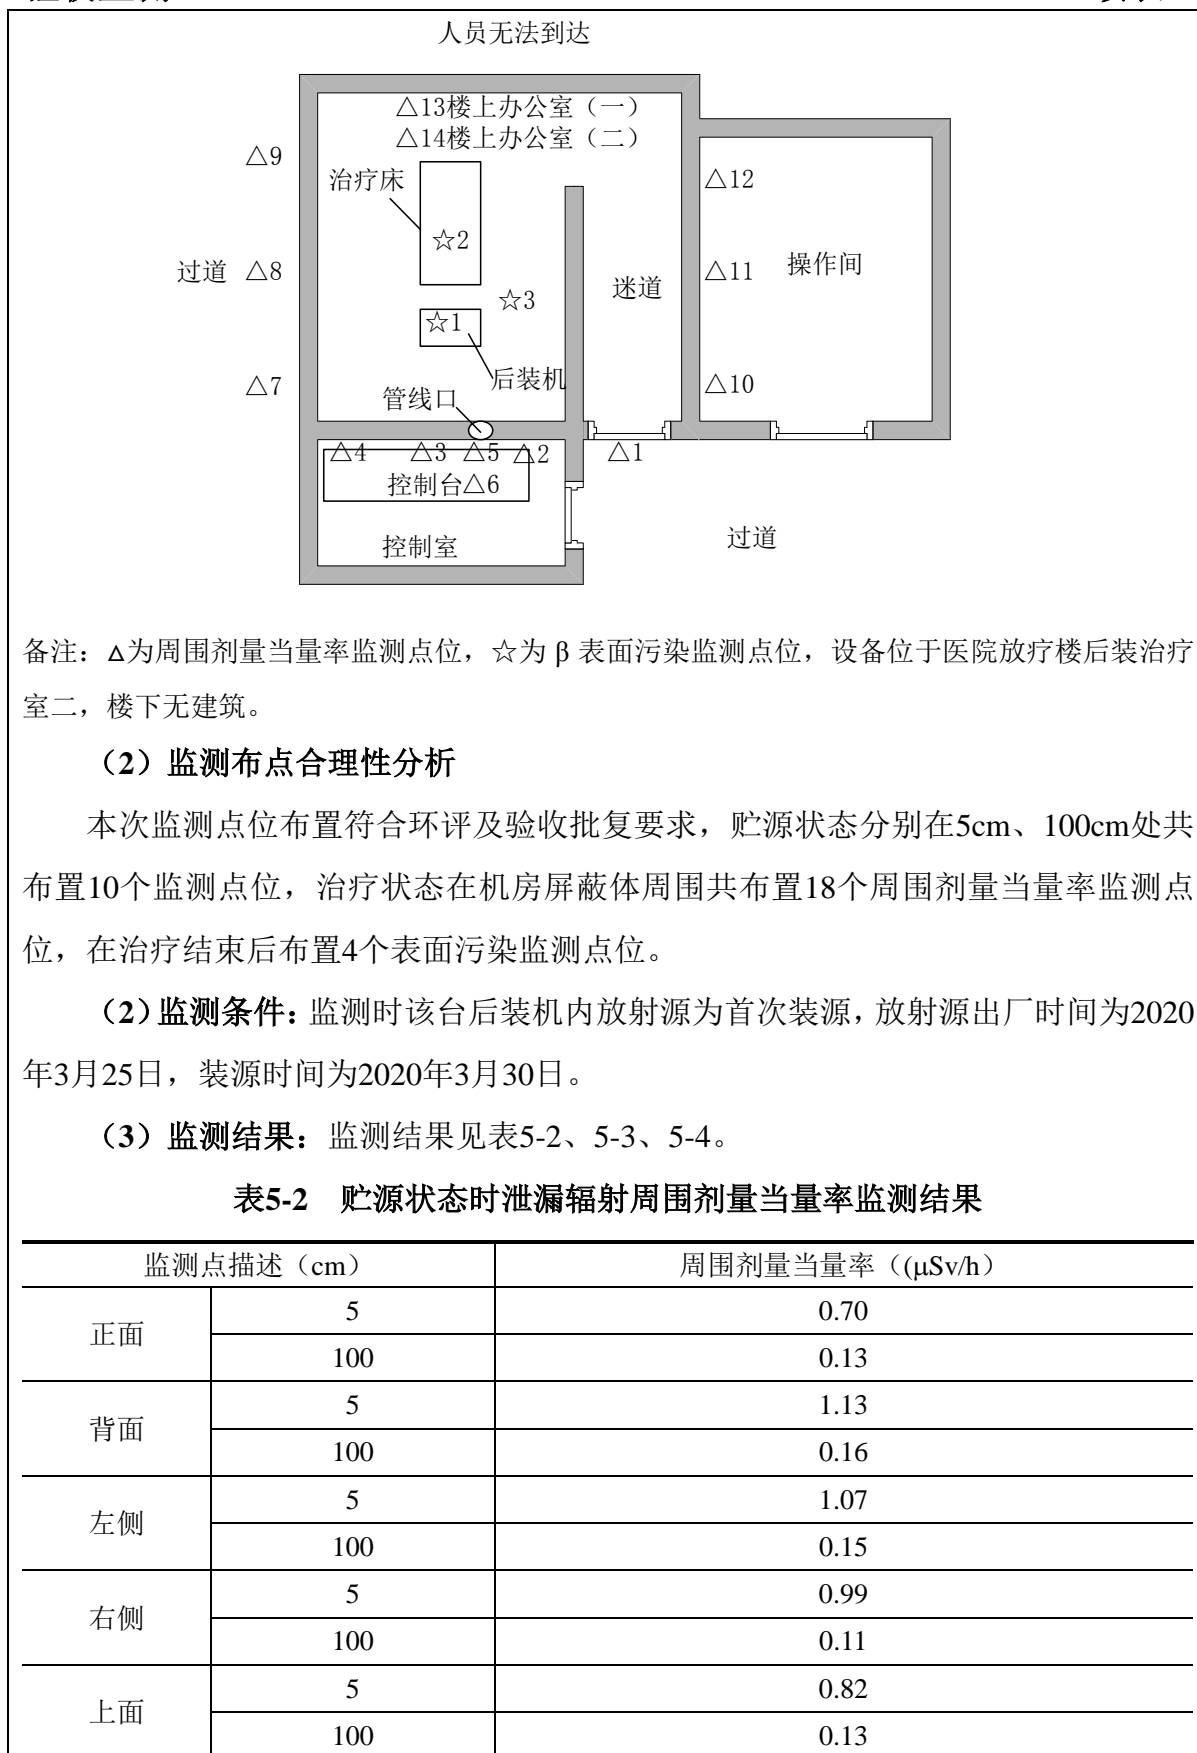 人员无法到达
△13楼上办公室（一）
△14楼上办公室（二）
△9
治疗床
△12
☆2
过道 △8
☆3
迷道
△11
操作间
☆1
后装机
△7
管线口
△10
△4
△3
△5
△2
△1
控制台△6
控制室
过道
备注：△为周围剂量当量率监测点位，☆为 β 表面污染监测点位，设备位于医院放疗楼后装治疗
室二，楼下无建筑。
（2）监测布点合理性分析
本次监测点位布置符合环评及验收批复要求，贮源状态分别在5cm、100cm处共
布置10个监测点位，治疗状态在机房屏蔽体周围共布置18个周围剂量当量率监测点
位，在治疗结束后布置4个表面污染监测点位。
（2）监测条件：监测时该台后装机内放射源为首次装源，放射源出厂时间为2020
年3月25日，装源时间为2020年3月30日。
（3）监测结果：监测结果见表5-2、5-3、5-4。
表5-2 贮源状态时泄漏辐射周围剂量当量率监测结果
监测点描述（cm） 周围剂量当量率（(μSv/h）
正面 5 0.70
100 0.13
背面 5 1.13
100 0.16
左侧 5 1.07
100 0.15
右侧 5 0.99
100 0.11
上面 5 0.82
100 0.13